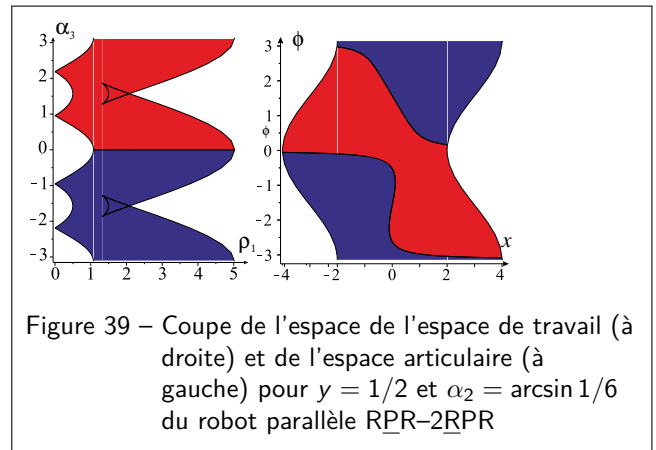 α₃
3
2
1
0
-1
-2
-3
0 1 2 3 4 5
ρ₁
ϕ
3
2
1
ϕ
0
-1
-2
-3
-4 -2 0 2 4
x
Figure 39 – Coupe de l'espace de l'espace de travail (à
droite) et de l'espace articulaire (à
gauche) pour y = 1/2 et α₂ = arcsin 1/6
du robot parallèle RPR–2RPR